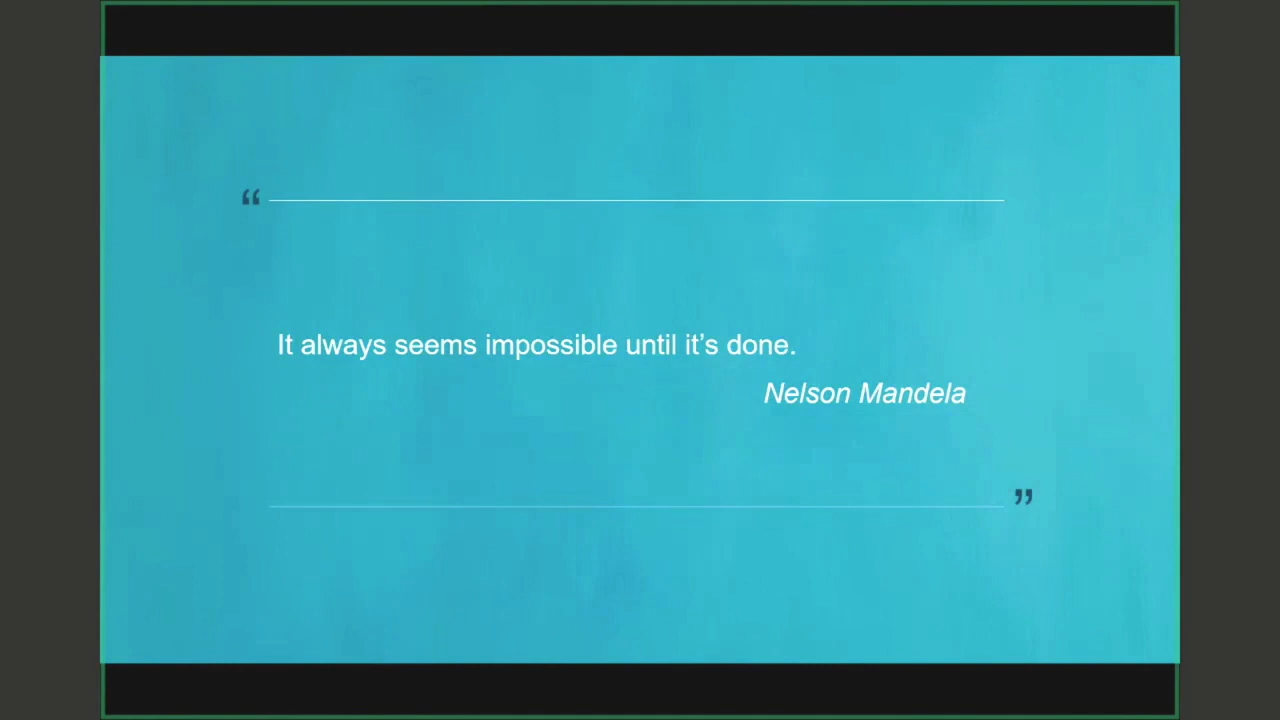 “
It always seems impossible until it’s done.
Nelson Mandela
”